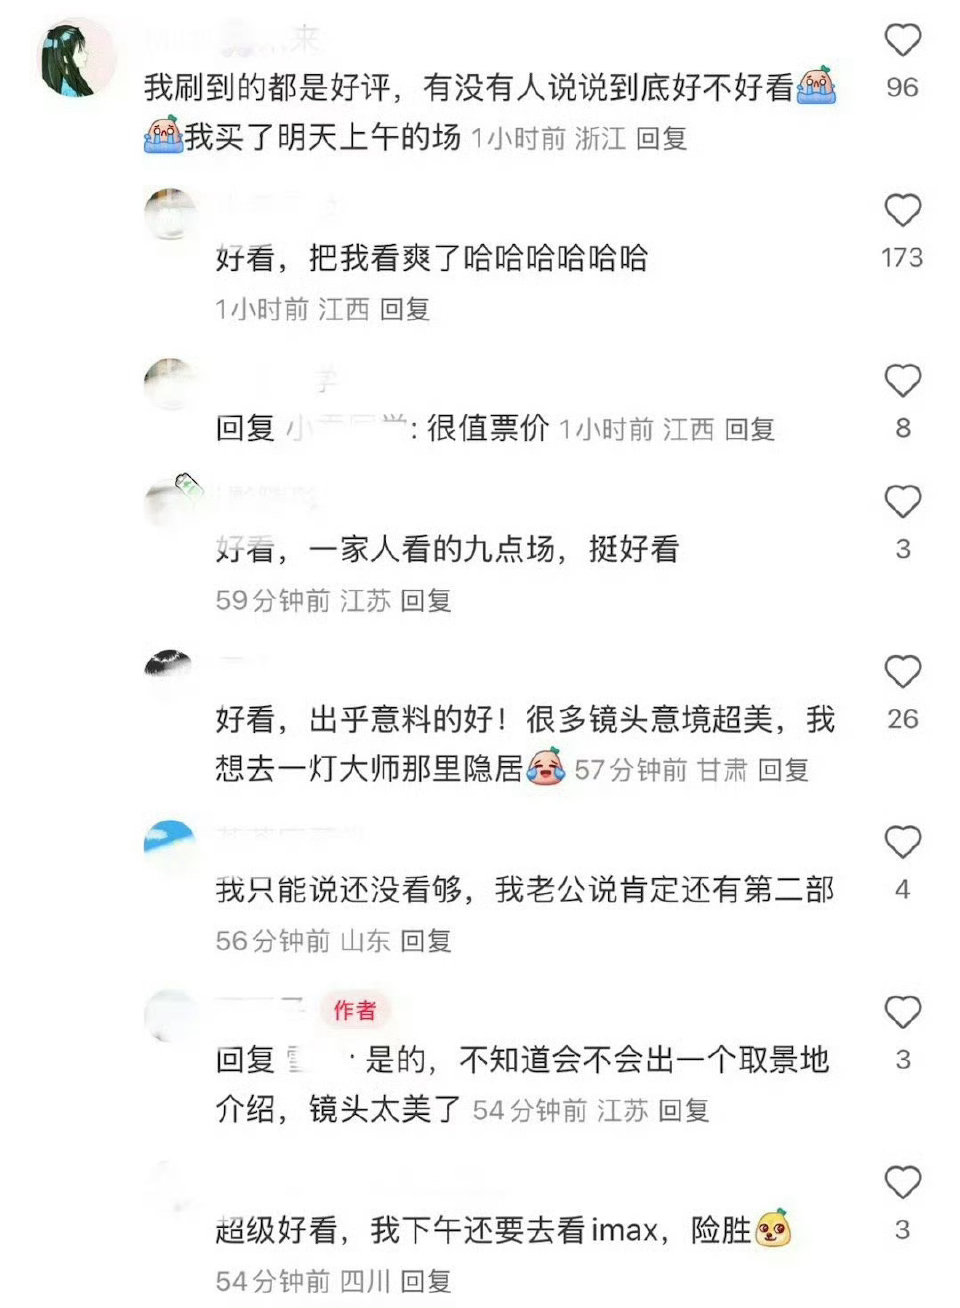 来
96
我刷到的都是好评，有没有人说说到底好不好看
我买了明天上午的场 1小时前 浙江 回复
173
好看，把我看爽了哈哈哈哈哈哈
1小时前 江西 回复
学
回复 小 : 很值票价 1小时前 江西 回复
8
好看，一家人看的九点场，挺好看
3
59分钟前 江苏 回复
好看，出乎意料的好！很多镜头意境超美，我
26
想去一灯大师那里隐居 57分钟前 甘肃 回复
我只能说还没看够，我老公说肯定还有第二部
4
56分钟前 山东 回复
作者
回复 是的，不知道会不会出一个取景地
3
介绍，镜头太美了 54分钟前 江苏 回复
超级好看，我下午还要去看imax，险胜
3
54分钟前 四川 回复